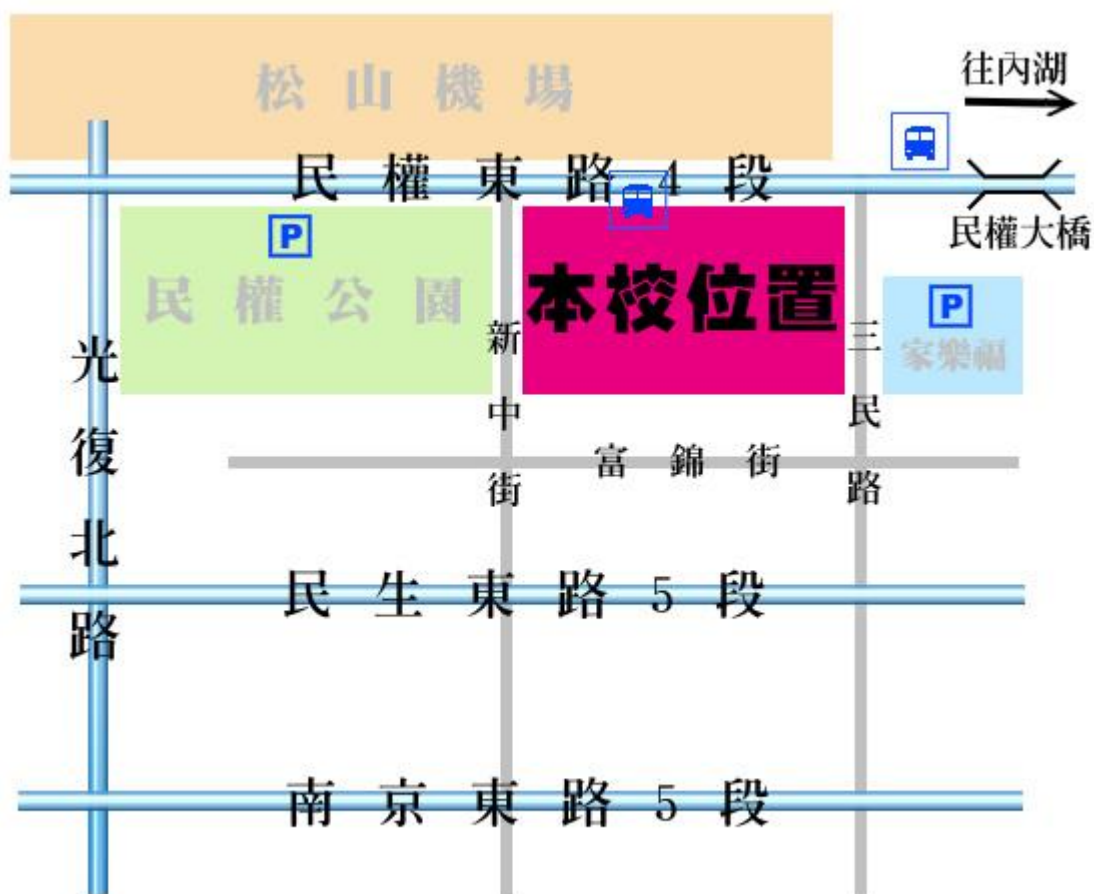 松山機場
往內湖
民權東路4段
民權大橋
P
民權公園
本校位置
P
家樂福
光復北路
新中街
三民路
富錦街
民生東路5段
南京東路5段